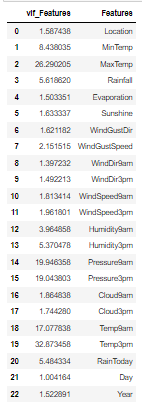 vif_Features Features
0 1.587438 Location
1 8.438035 MinTemp
2 26.290205 MaxTemp
3 5.618620 Rainfall
4 1.503351 Evaporation
5 1.633337 Sunshine
6 1.621182 WindGustDir
7 2.151515 WindGustSpeed
8 1.397232 WindDir9am
9 1.492213 WindDir3pm
10 1.813414 WindSpeed9am
11 1.961801 WindSpeed3pm
12 3.964858 Humidity9am
13 5.370478 Humidity3pm
14 19.946358 Pressure9am
15 19.043803 Pressure3pm
16 1.864838 Cloud9am
17 1.744280 Cloud3pm
18 17.077838 Temp9am
19 32.873458 Temp3pm
20 5.484334 RainToday
21 1.004164 Day
22 1.522891 Year